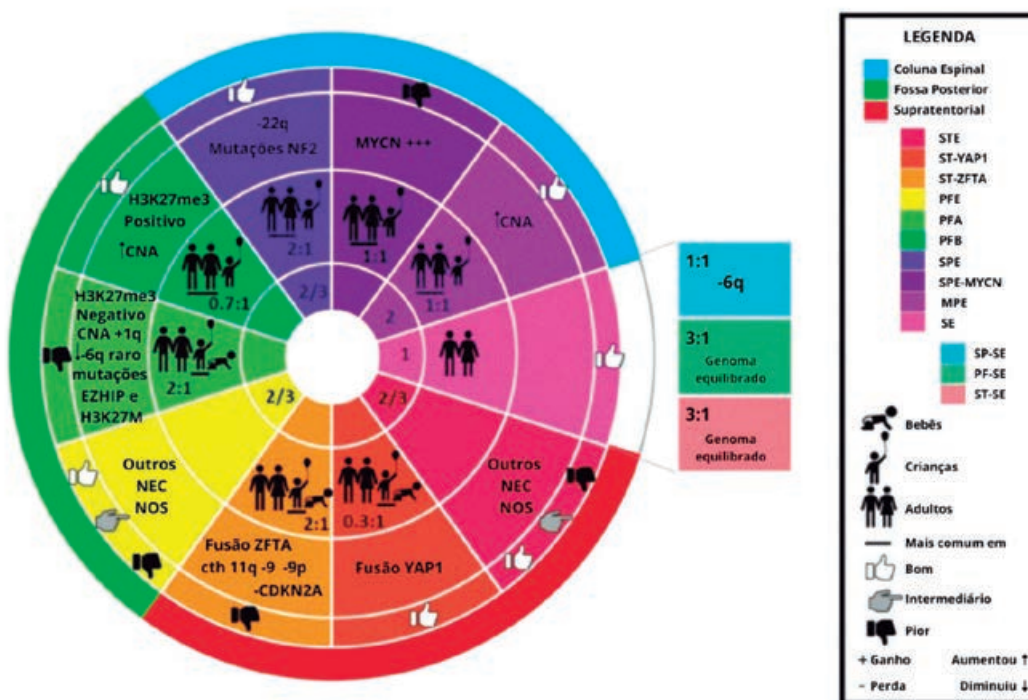 -22q
Mutações NF2
2:1
2/3
MYCN +++
1:1
↑CNA
1:1
2
1
1:1
-6q
3:1
Genoma
equilibrado
3:1
Genoma
equilibrado
Outros
NEC
NOS
2/3
Fusão YAP1
0.3:1
Fusão ZFTA
cth 11q -9 -9p
-CDKN2A
2:1
Outros
NEC
NOS
2/3
H3K27me3
Negativo
CNA +1q
-6q raro
mutações
EZHIP e
H3K27M
2:1
H3K27me3
Positivo
↑CNA
0.7:1
LEGENDA
Coluna Espinal
Fossa Posterior
Supratentorial
STE
ST-YAP1
ST-ZFTA
PFE
PFA
PFB
SPE
SPE-MYCN
MPE
SE
SP-SE
PF-SE
ST-SE
Bebês
Crianças
Adultos
Mais comum em
Bom
Intermediário
Pior
+ Ganho Aumentou ↑
- Perda Diminuiu ↓